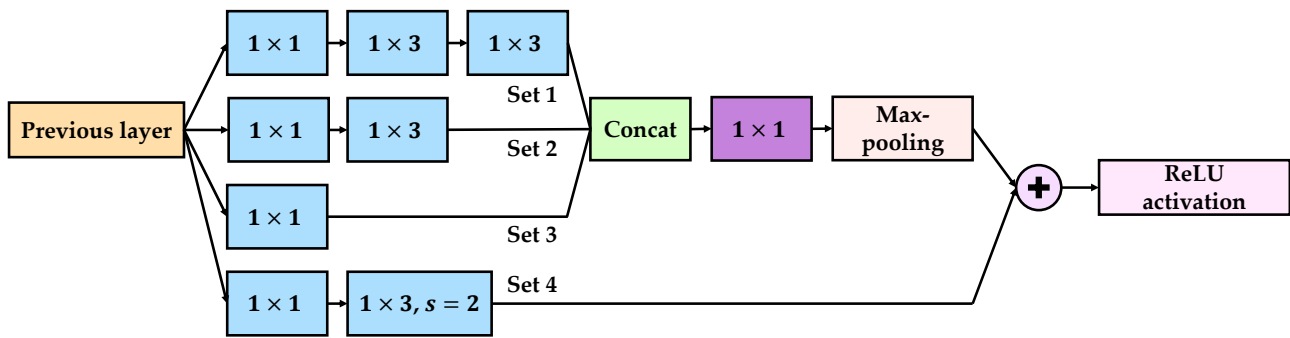 1 × 1
1 × 3
1 × 3
Set 1
Previous layer
1 × 1
1 × 3
Set 2
Concat
1 × 1
Max-
pooling
ReLU
activation
1 × 1
Set 3
1 × 1
1 × 3, s = 2
Set 4